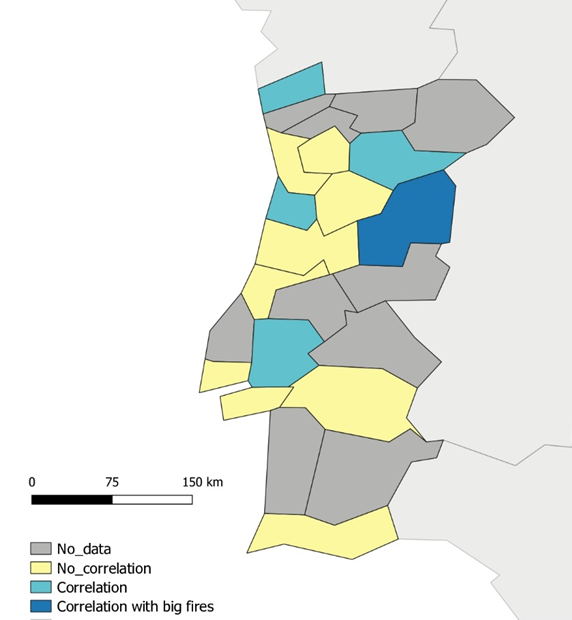 0 75 150 km
No_data
No_correlation
Correlation
Correlation with big fires